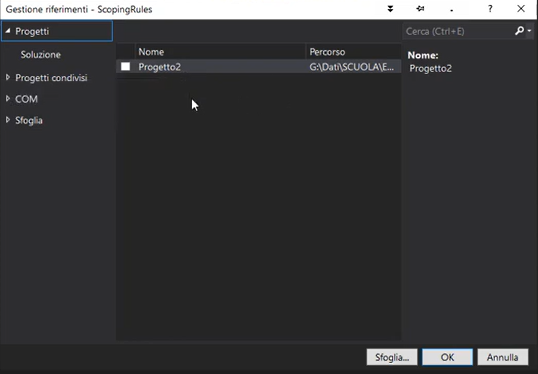 Gestione riferimenti - ScopingRules
?
Progetti
Soluzione
Progetti condivisi
COM
Sfoglia
Nome
Percorso
Progetto2
G:\Dati\SCUOLA\E...
Cerca (Ctrl+E)
Nome:
Progetto2
Sfoglia...
OK
Annulla